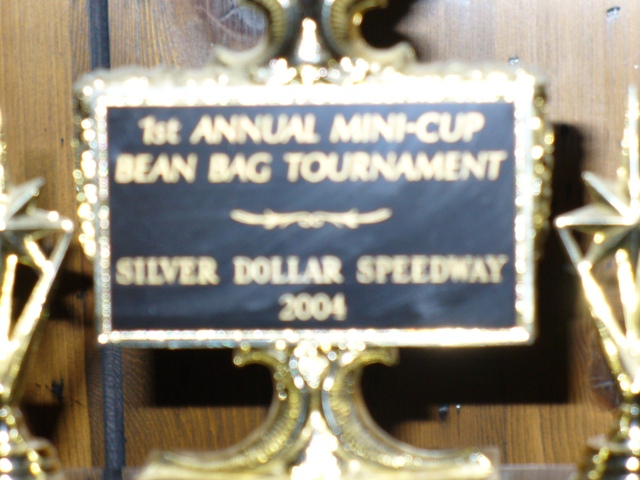 1st ANNUAL MINI-CUP
BEAN BAG TOURNAMENT
SILVER DOLLAR SPEEDWAY
2004